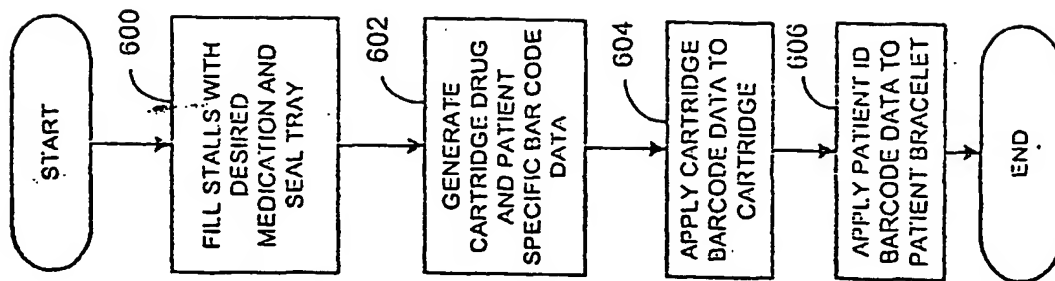 START
600
FILL STALLS WITH
DESIRED
MEDICATION AND
SEAL TRAY
602
GENERATE
CARTRIDGE DRUG
AND PATIENT
SPECIFIC BAR CODE
DATA
604
APPLY CARTRIDGE
BARCODE DATA TO
CARTRIDGE
606
APPLY PATIENT ID
BARCODE DATA TO
PATIENT BRACELET
END